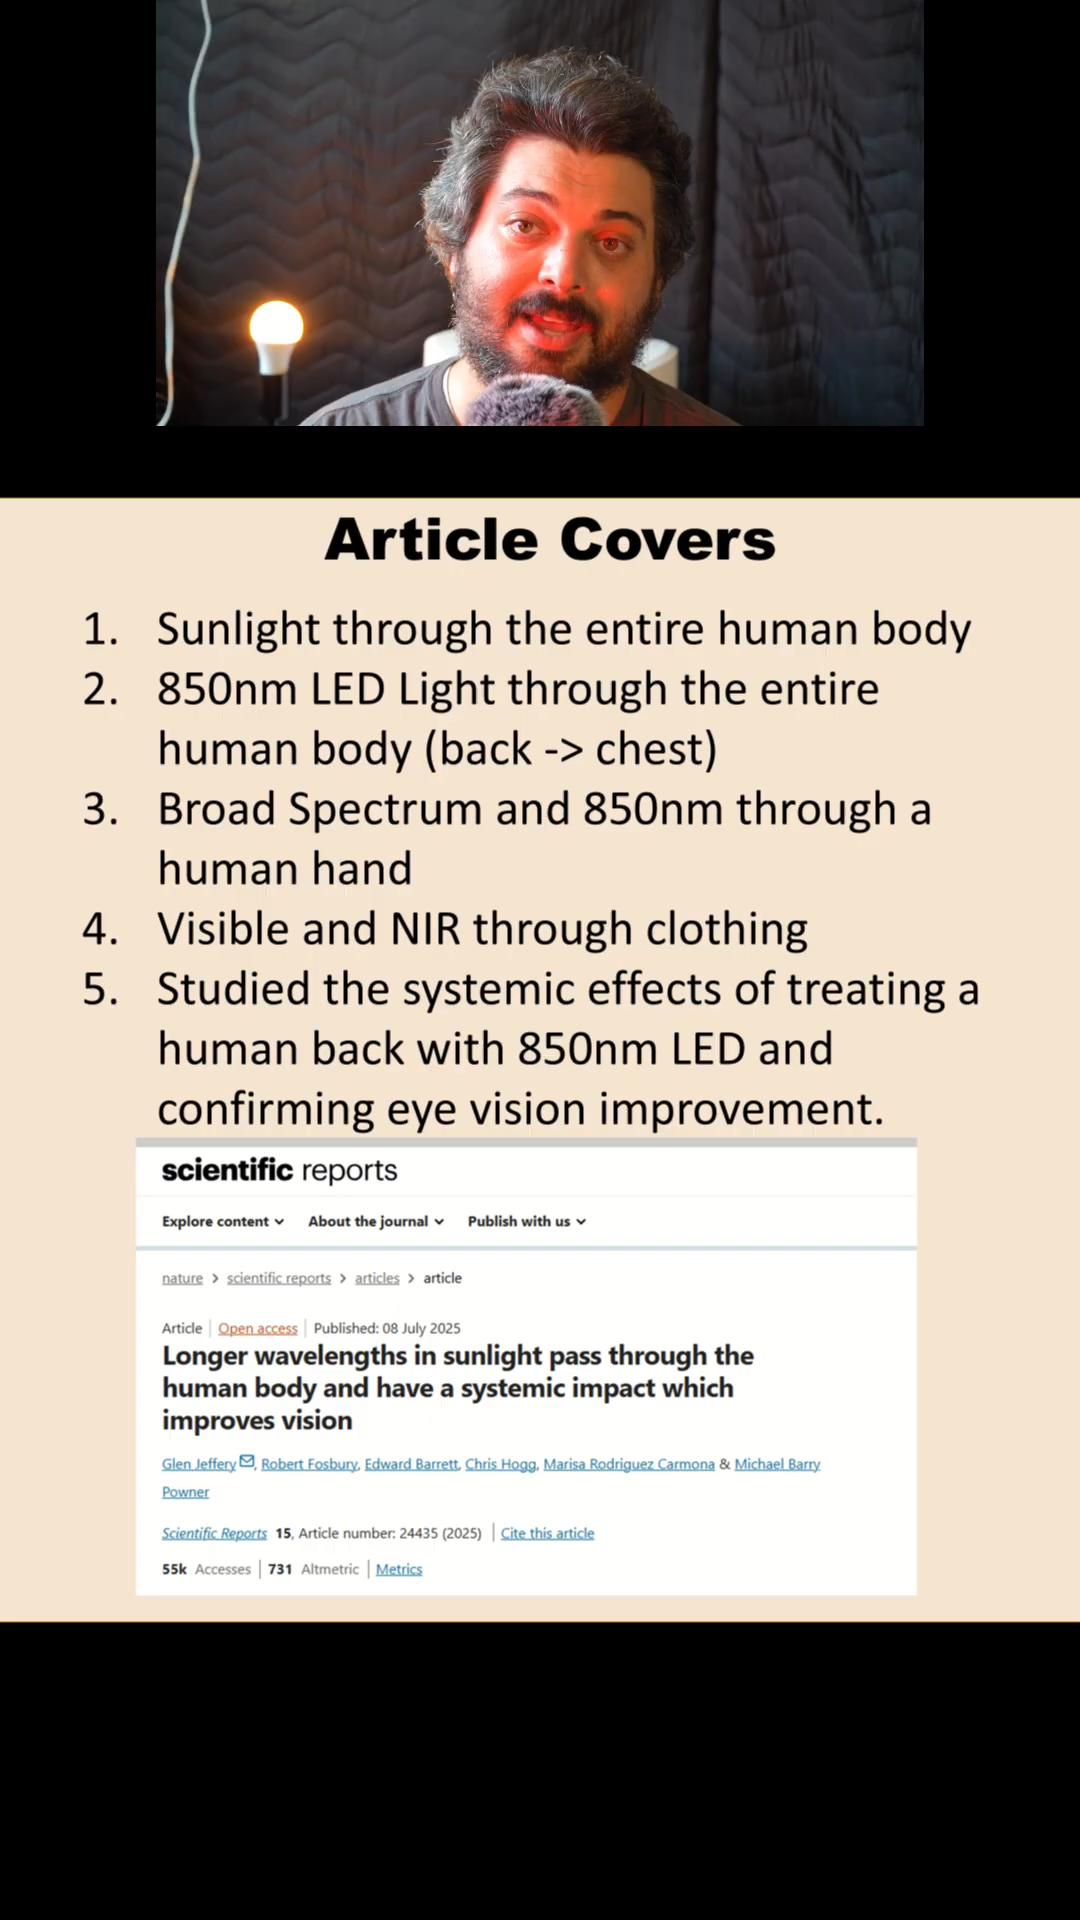 Article Covers
1. Sunlight through the entire human body
2. 850nm LED Light through the entire
human body (back -> chest)
3. Broad Spectrum and 850nm through a
human hand
4. Visible and NIR through clothing
5. Studied the systemic effects of treating a
human back with 850nm LED and
confirming eye vision improvement.
scientific reports
Explore content About the journal Publish with us
nature > scientific reports > articles > article
Article | Open access | Published: 08 July 2025
Longer wavelengths in sunlight pass through the
human body and have a systemic impact which
improves vision
Glen Jeffery, Robert Fosbury, Edward Barrett, Chris Hogg, Marisa Rodriguez Carmona & Michael Barry
Powner
Scientific Reports 15, Article number: 24435 (2025) | Cite this article
55k Accesses | 731 Altmetric | Metrics